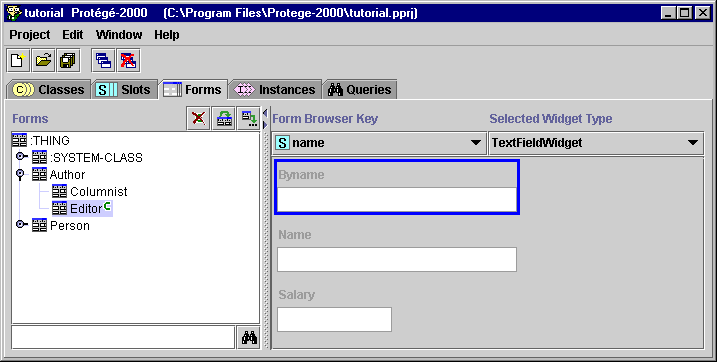 tutorial Protégé-2000 (C:\Program Files\Protege-2000\tutorial.pprj)
Project Edit Window Help
C Classes S Slots Forms Instances Queries
Forms
:THING
:SYSTEM-CLASS
Author
Columnist
Editor C
Person
Form Browser Key Selected Widget Type
S name TextFieldWidget
Byname
Name
Salary